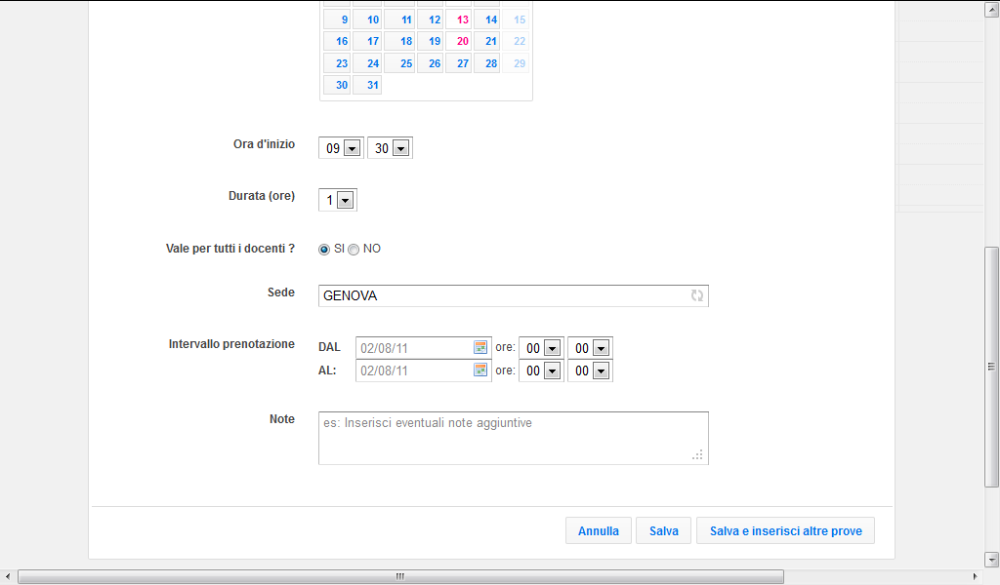 9 10 11 12 13 14 15
16 17 18 19 20 21 22
23 24 25 26 27 28 29
30 31
Ora d'inizio 09 30
Durata (ore) 1
Vale per tutti i docenti ? SI NO
Sede GENOVA
Intervallo prenotazione DAL 02/08/11 ore: 00 00
AL: 02/08/11 ore: 00 00
Note es: Inserisci eventuali note aggiuntive
Annulla Salva Salva e inserisci altre prove